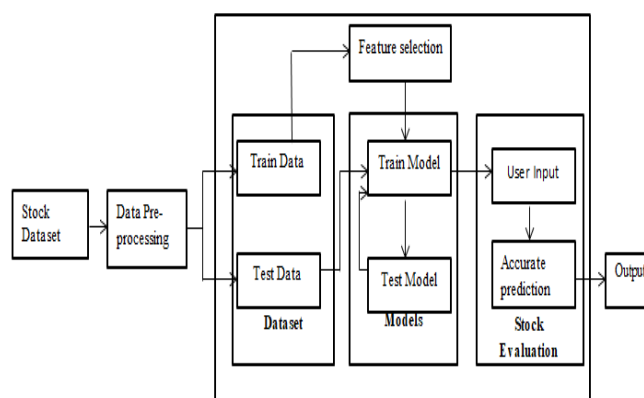 Feature selection
Train Data
Train Model
User Input
Stock
Dataset
Data Pre-
processing
Test Data
Test Model
Accurate
prediction
Output
Dataset
Models
Stock
Evaluation